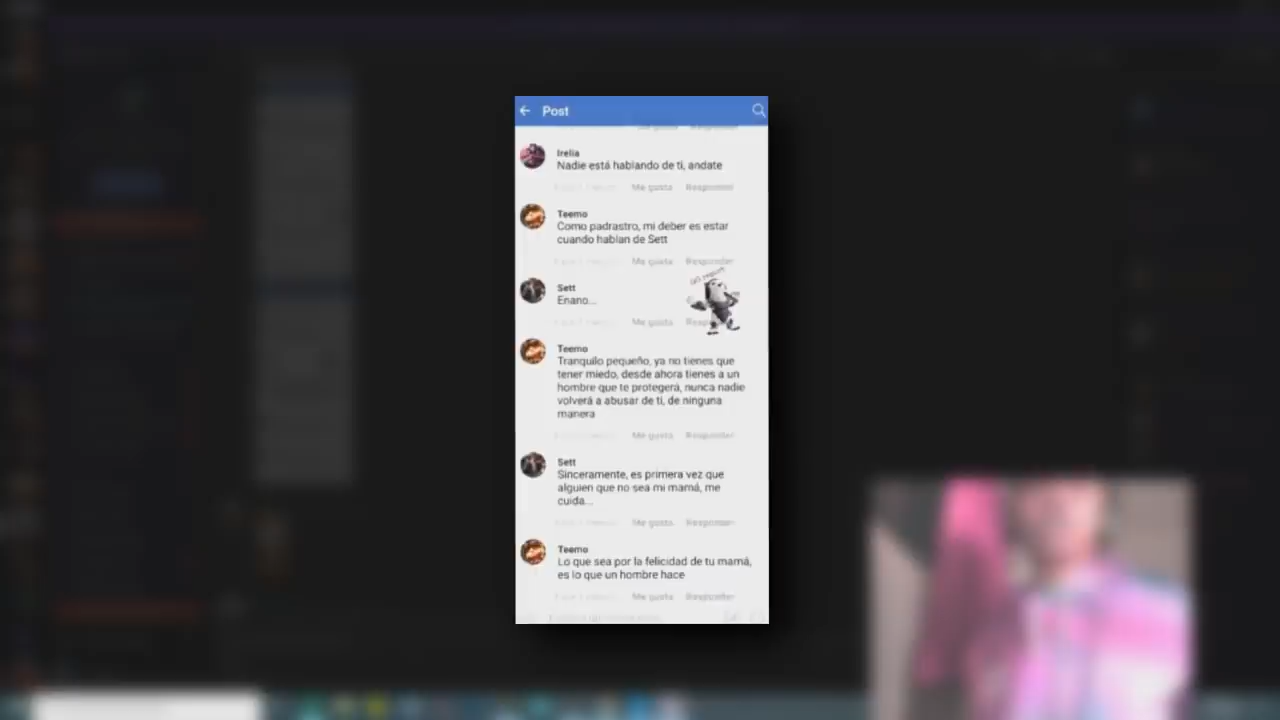 Post
Me gusta Responder
Irelia
Nadie está hablando de ti, andate
Me gusta Responder
Teemo
Como padrastro, mi deber es estar
cuando hablan de Sett
Me gusta Responder
Sett
Enano...
Me gusta
Teemo
Tranquilo pequeño, ya no tienes que
tener miedo, desde ahora tienes a un
hombre que te protegerá, nunca nadie
volverá a abusar de ti, de ninguna
manera
Me gusta Responder
Sett
Sinceramente, es primera vez que
alguien que no sea mi mamá, me
cuida...
Me gusta Responder
Teemo
Lo que sea por la felicidad de tu mamá,
es lo que un hombre hace
Me gusta Responder